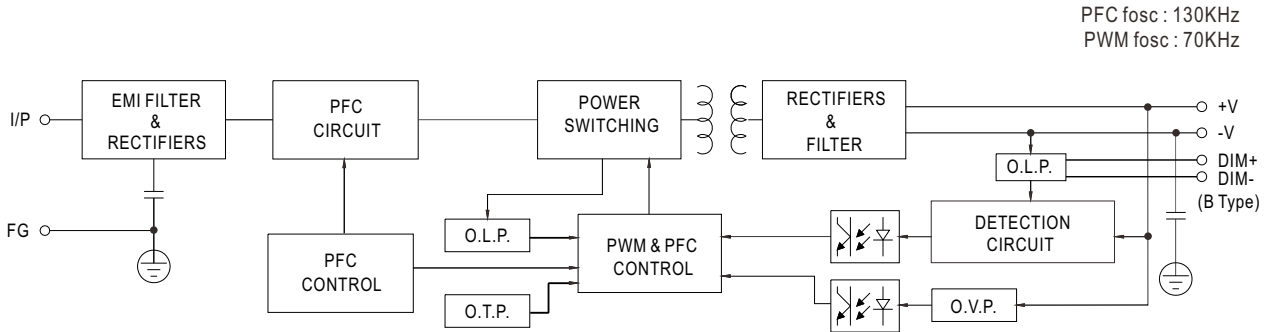 PFC fosc : 130KHz
PWM fosc : 70KHz
I/P
EMI FILTER
&
RECTIFIERS
PFC
CIRCUIT
POWER
SWITCHING
RECTIFIERS
&
FILTER
+V
-V
O.L.P.
DIM+
DIM-
(B Type)
FG
O.L.P.
PFC
CONTROL
PWM & PFC
CONTROL
DETECTION
CIRCUIT
O.T.P.
O.V.P.